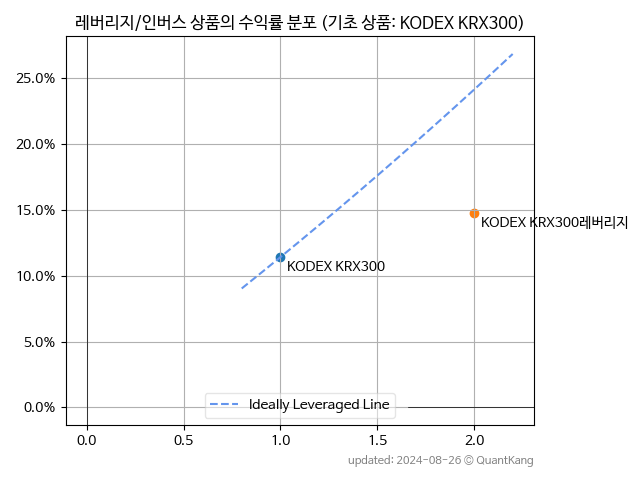 레버리지/인버스 상품의 수익률 분포 (기초 상품: KODEX KRX300)
25.0%
20.0%
15.0%
KODEX KRX300레버리지
KODEX KRX300
10.0%
5.0%
0.0%
Ideally Leveraged Line
0.0 0.5 1.0 1.5 2.0
updated: 2024-08-26 © QuantKang